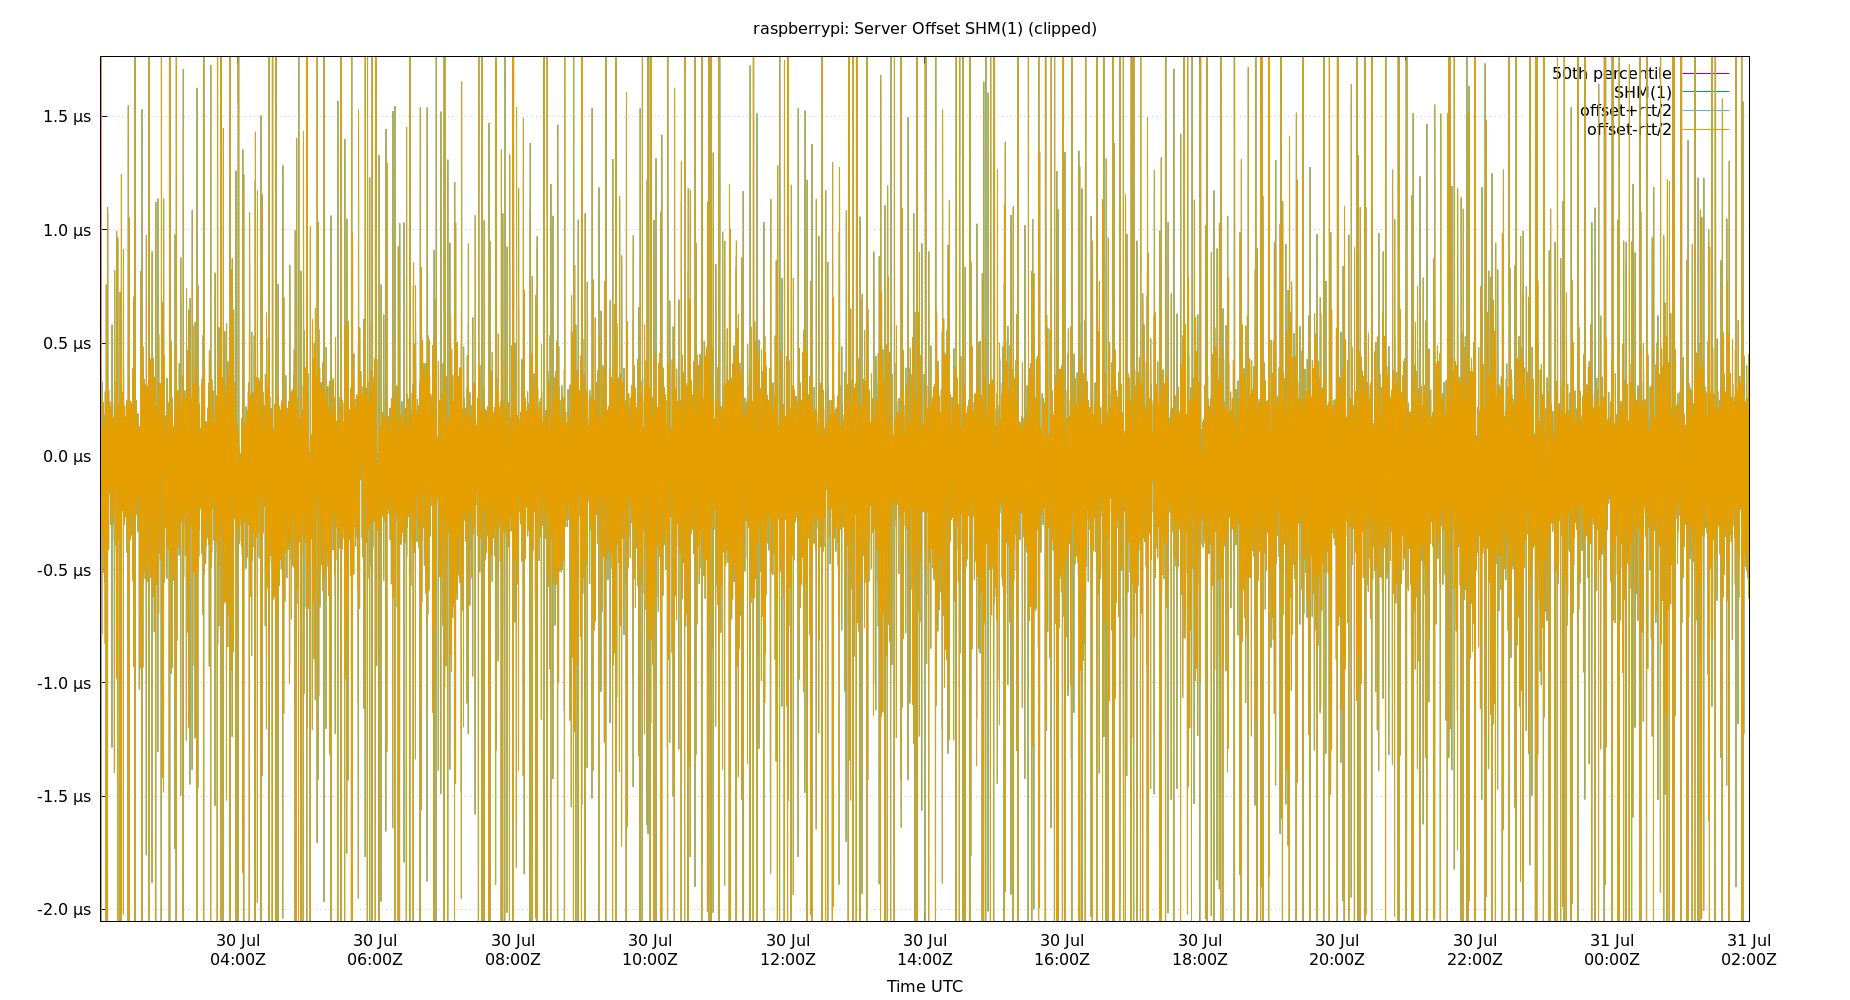 raspberrypi: Server Offset SHM(1) (clipped)
50th percentile
SHM(1)
offset+rtt/2
offset-rtt/2
1.5 µs
1.0 µs
0.5 µs
0.0 µs
-0.5 µs
-1.0 µs
-1.5 µs
-2.0 µs
30 Jul 30 Jul 30 Jul 30 Jul 30 Jul 30 Jul 30 Jul 30 Jul 30 Jul 30 Jul 31 Jul 31 Jul
04:00Z 06:00Z 08:00Z 10:00Z 12:00Z 14:00Z 16:00Z 18:00Z 20:00Z 22:00Z 00:00Z 02:00Z
Time UTC